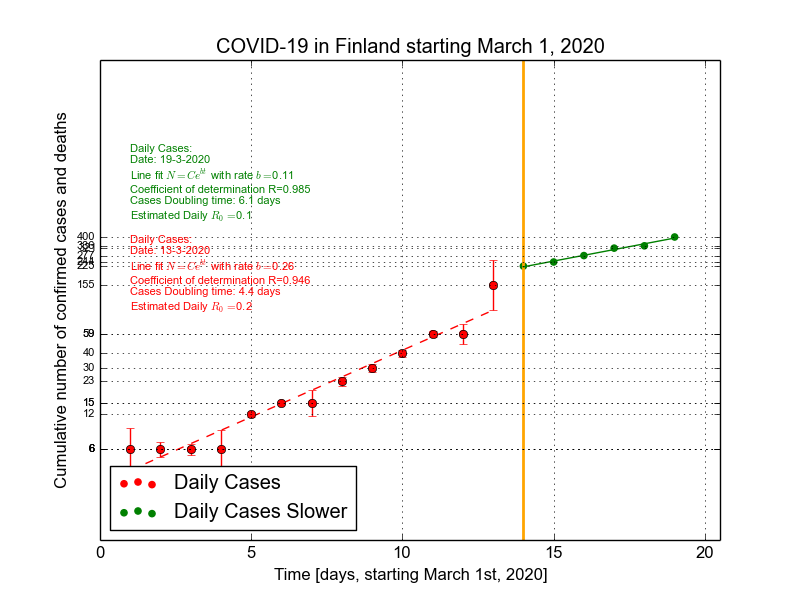 COVID-19 in Finland starting March 1, 2020
Cumulative number of confirmed cases and deaths
Daily Cases:
Date: 19-3-2020
Line fit N = Ce^{bt} with rate b =0.11
Coefficient of determination R=0.985
Cases Doubling time: 6.1 days
Estimated Daily R_0 =0.1
Daily Cases:
Date: 13-3-2020
Line fit N = Ce^{bt} with rate b =0.26
Coefficient of determination R=0.946
Cases Doubling time: 4.4 days
Estimated Daily R_0 =0.2
400
225
155
59
40
30
23
15
12
6
Daily Cases
Daily Cases Slower
0 5 10 15 20
Time [days, starting March 1st, 2020]